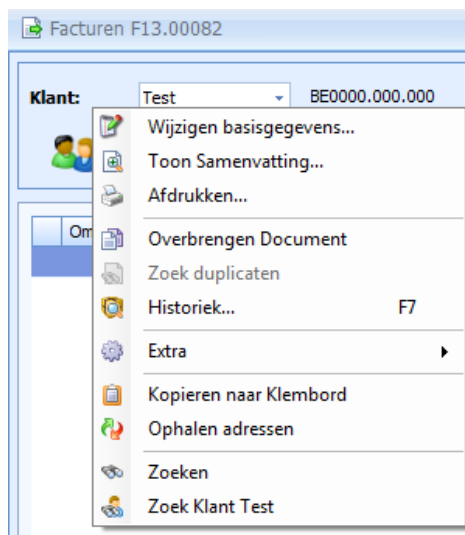 Facturen F13.00082
Klant: Test BE0000.000.000
Wijzigen basisgegevens...
Toon Samenvatting...
Afdrukken...
Om
Overbrengen Document
Zoek duplicaten
Historiek... F7
Extra
Kopieren naar Klembord
Ophalen adressen
Zoeken
Zoek Klant Test